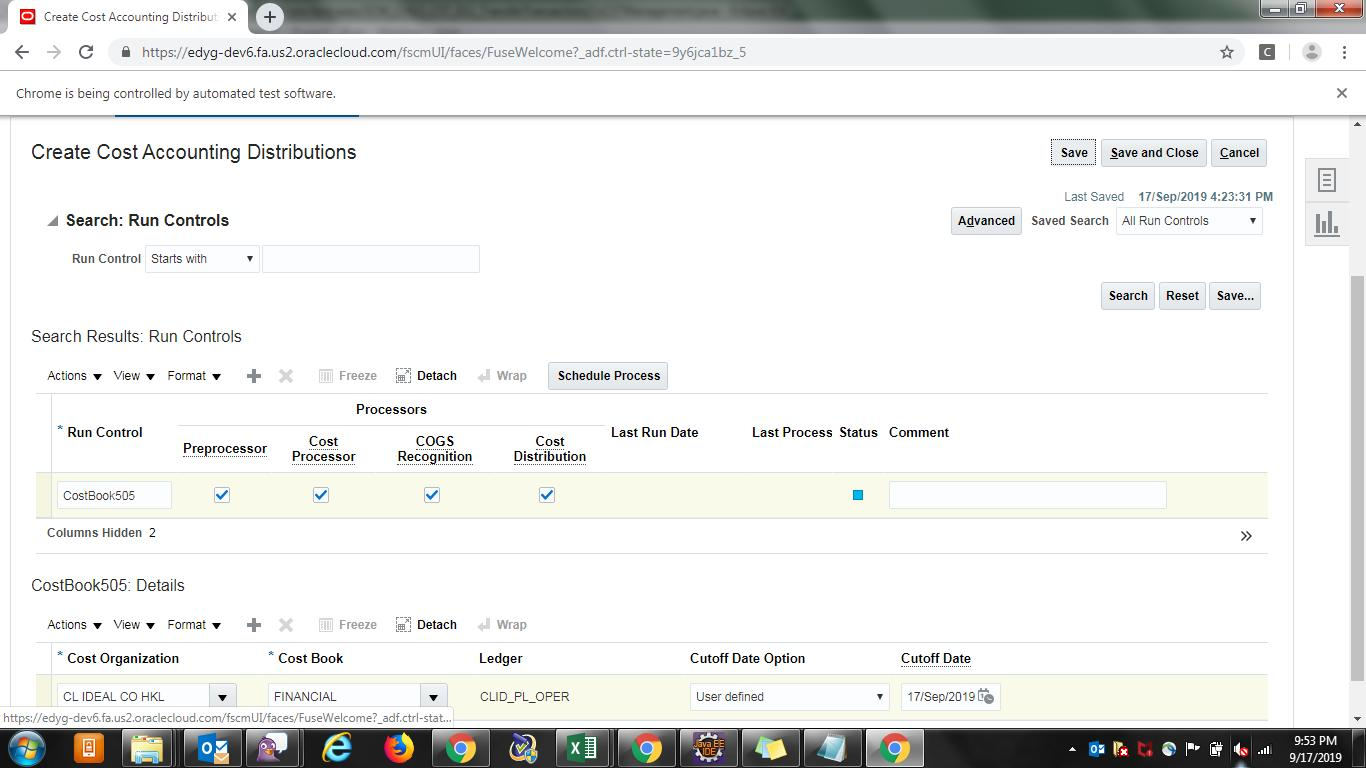 Create Cost Accounting Distribut
https://edyg-dev6.fa.us2.oraclecloud.com/fscmUI/faces/FuseWelcome?_adf.ctrl-state=9y6jca1bz_5
C
Chrome is being controlled by automated test software.
Create Cost Accounting Distributions
Save Save and Close Cancel
Last Saved 17/Sep/2019 4:23:31 PM
Search: Run Controls
Advanced Saved Search All Run Controls
Run Control Starts with
Search Reset Save...
Search Results: Run Controls
Actions View Format Freeze Detach Wrap Schedule Process
Processors
* Run Control Preprocessor Cost Processor COGS Recognition Cost Distribution Last Run Date Last Process Status Comment
CostBook505
Columns Hidden 2
CostBook505: Details
Actions View Format Freeze Detach Wrap
* Cost Organization * Cost Book Ledger Cutoff Date Option Cutoff Date
CL IDEAL CO HKL FINANCIAL CLID_PL_OPER User defined 17/Sep/2019
https://edyg-dev6.fa.us2.oraclecloud.com/fscmUI/faces/FuseWelcome?_adf.ctrl-stat...
Java EE
IDE
9:53 PM
9/17/2019